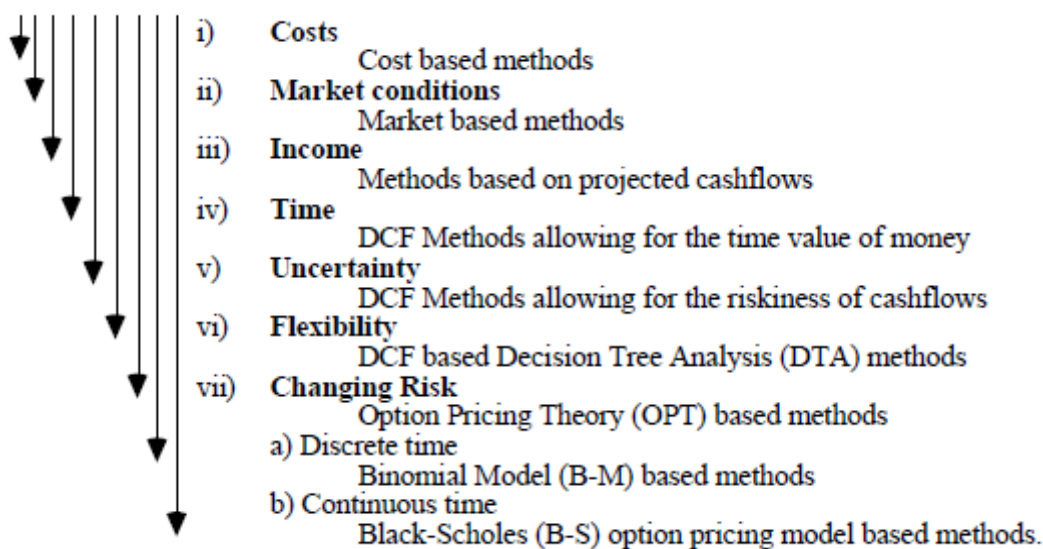 i) Costs
Cost based methods
ii) Market conditions
Market based methods
iii) Income
Methods based on projected cashflows
iv) Time
DCF Methods allowing for the time value of money
v) Uncertainty
DCF Methods allowing for the riskiness of cashflows
vi) Flexibility
DCF based Decision Tree Analysis (DTA) methods
vii) Changing Risk
Option Pricing Theory (OPT) based methods
a) Discrete time
Binomial Model (B-M) based methods
b) Continuous time
Black-Scholes (B-S) option pricing model based methods.